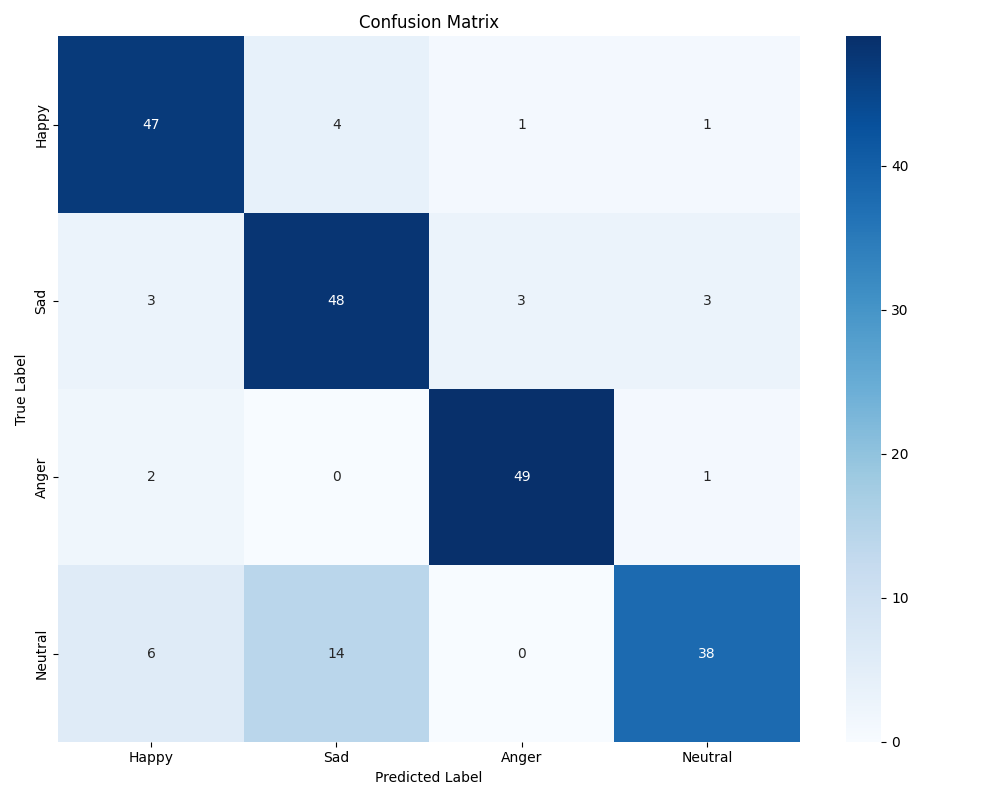 Confusion Matrix
Happy
47 4 1 1
Sad
3 48 3 3
Anger
2 0 49 1
Neutral
6 14 0 38
True Label
Happy Sad Anger Neutral
Predicted Label
40
30
20
10
0